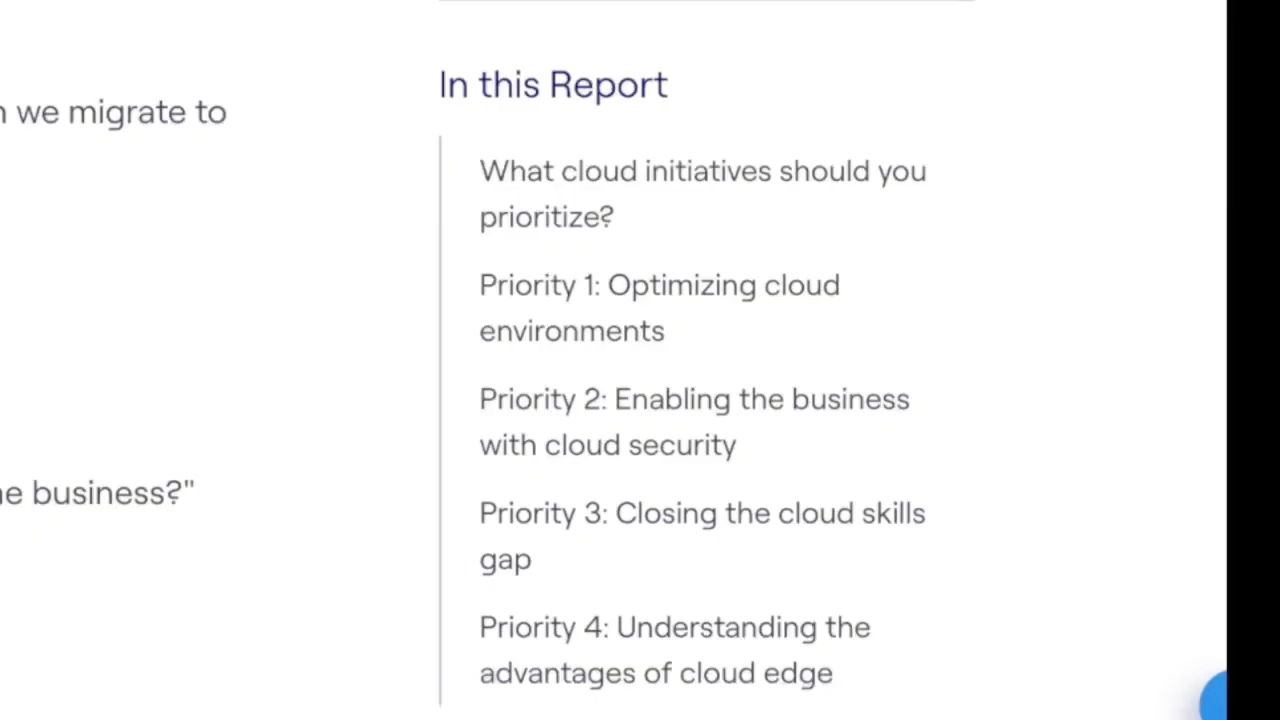 we migrate to
he business?"
In this Report
What cloud initiatives should you
prioritize?
Priority 1: Optimizing cloud
environments
Priority 2: Enabling the business
with cloud security
Priority 3: Closing the cloud skills
gap
Priority 4: Understanding the
advantages of cloud edge